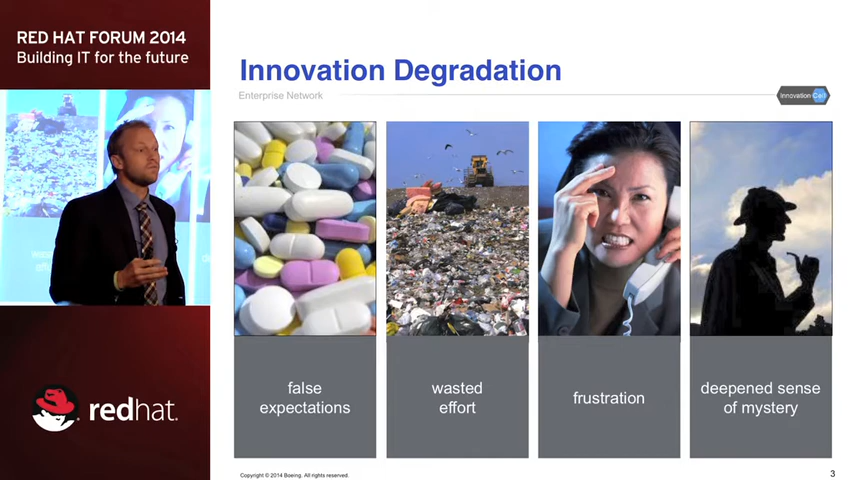 RED HAT FORUM 2014
Building IT for the future
redhat.
Innovation Degradation
Enterprise Network
Innovation Cell
false
expectations
wasted
effort
frustration
deepened sense
of mystery
Copyright © 2014 Boeing. All rights reserved.
3